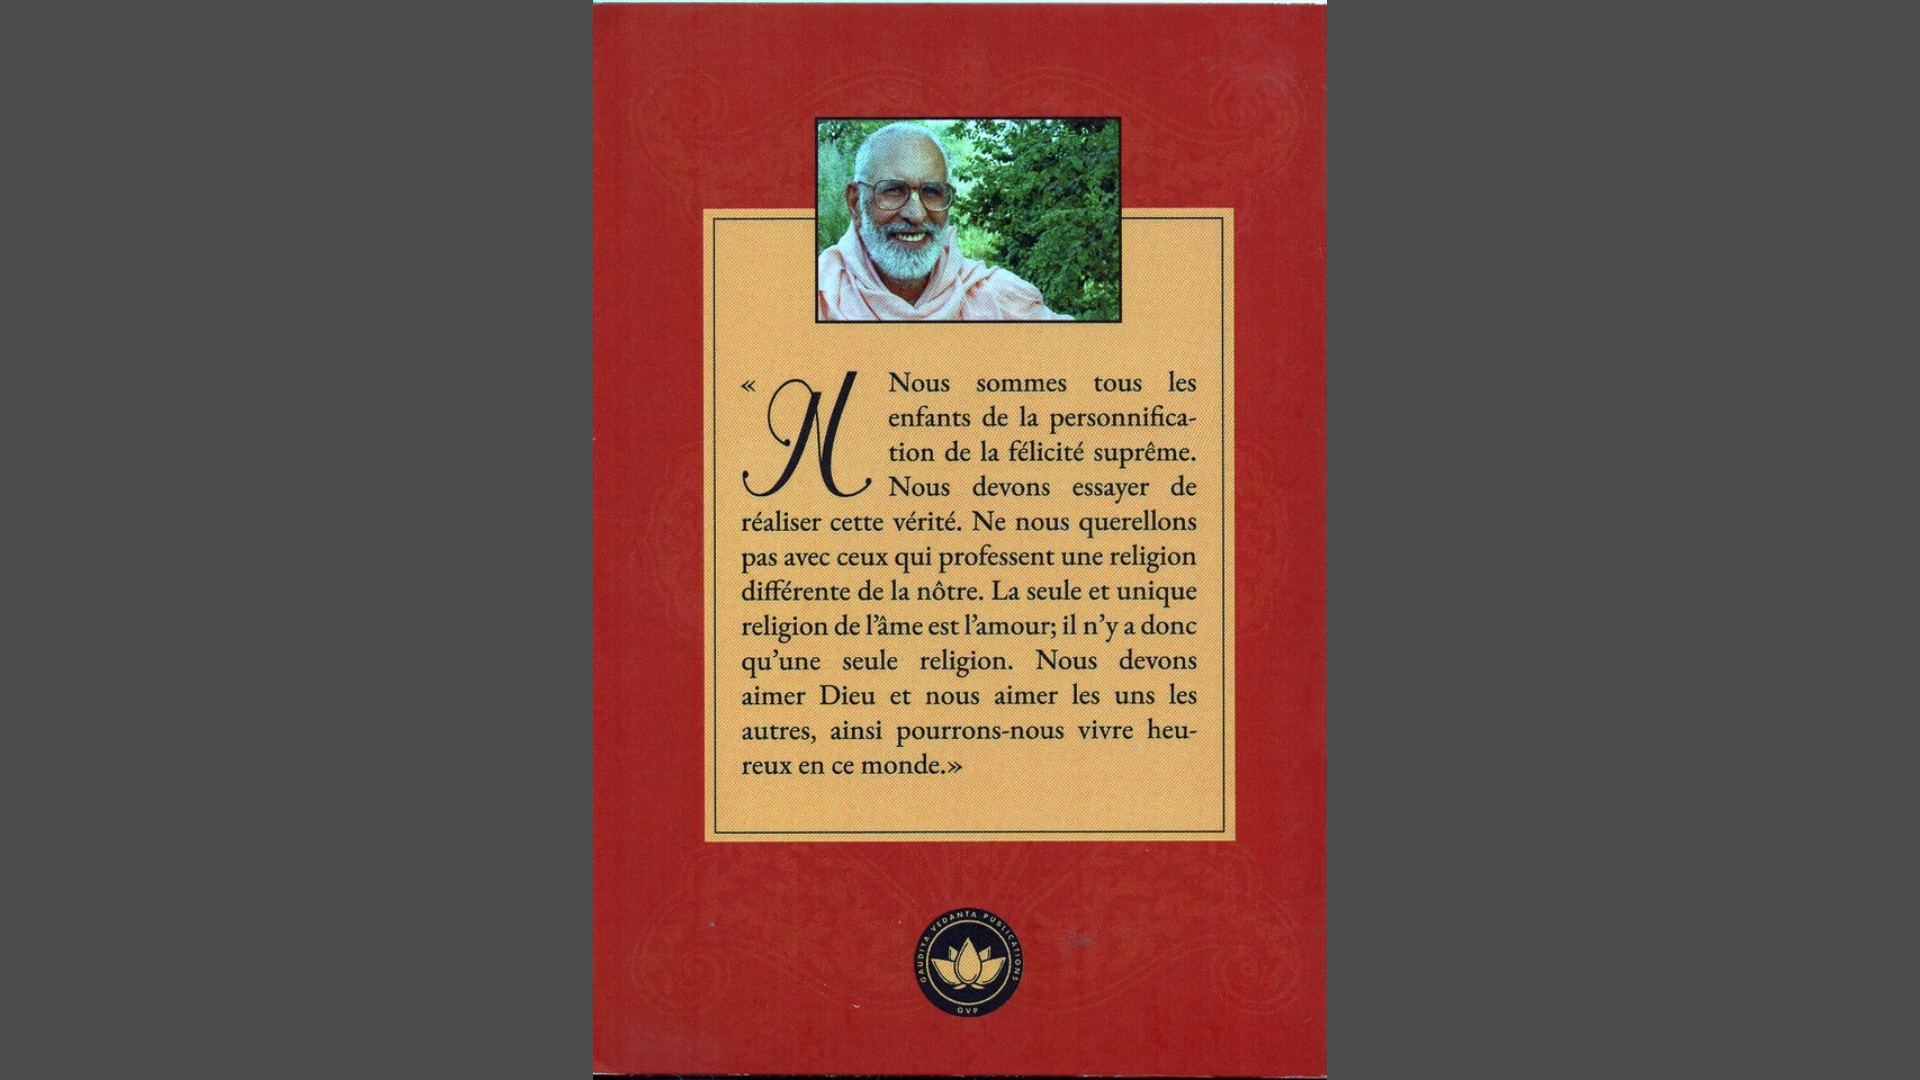 « N Nous sommes tous les
enfants de la personnifica-
tion de la félicité suprême.
Nous devons essayer de
réaliser cette vérité. Ne nous querellons
pas avec ceux qui professent une religion
différente de la nôtre. La seule et unique
religion de l’âme est l’amour; il n’y a donc
qu’une seule religion. Nous devons
aimer Dieu et nous aimer les uns les
autres, ainsi pourrons-nous vivre heu-
reux en ce monde.»
GAUDIYA VEDANTA PUBLICATIONS
GVP